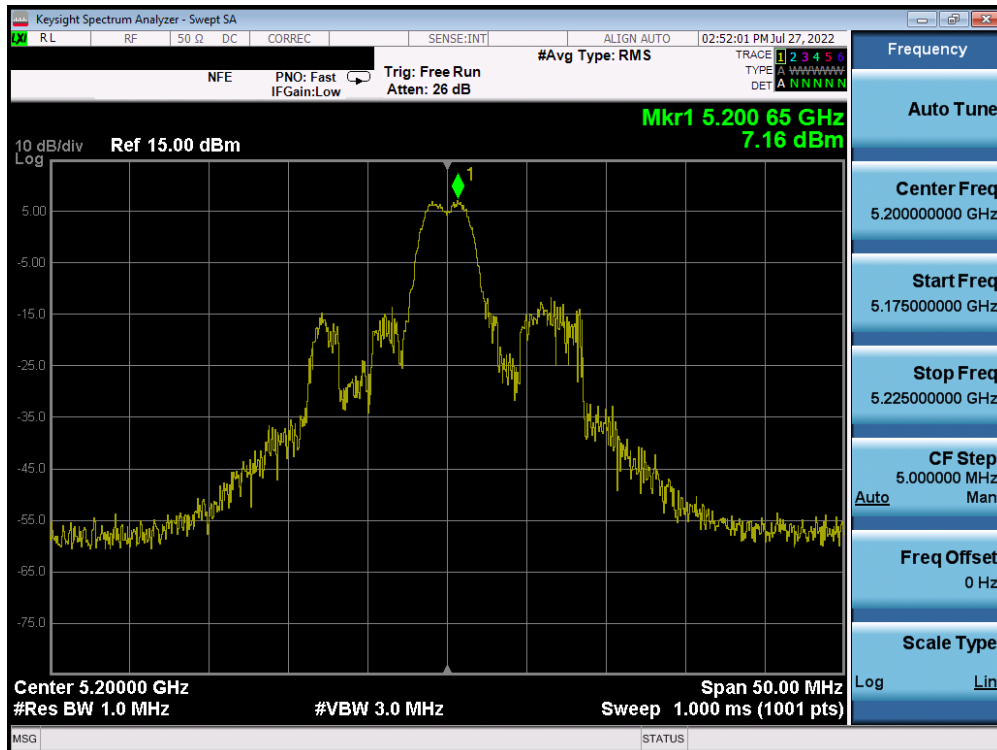 Keysight Spectrum Analyzer - Swept SA
LXI RL RF 50 Ω DC CORREC SENSE:INT ALIGN AUTO 02:52:01 PM Jul 27, 2022
NFE PNO: Fast Trig: Free Run #Avg Type: RMS TRACE 1 2 3 4 5 6
IFGain:Low Atten: 26 dB TYPE A WWWWW
DET A N N N N N
Mkr1 5.200 65 GHz
7.16 dBm
10 dB/div Ref 15.00 dBm
Log
1
5.00
-5.00
-15.0
-25.0
-35.0
-45.0
-55.0
-65.0
-75.0
Center 5.20000 GHz Span 50.00 MHz
#Res BW 1.0 MHz #VBW 3.0 MHz Sweep 1.000 ms (1001 pts)
MSG STATUS
Frequency
Auto Tune
Center Freq
5.200000000 GHz
Start Freq
5.175000000 GHz
Stop Freq
5.225000000 GHz
CF Step
5.000000 MHz
Auto Man
Freq Offset
0 Hz
Scale Type
Log Lin